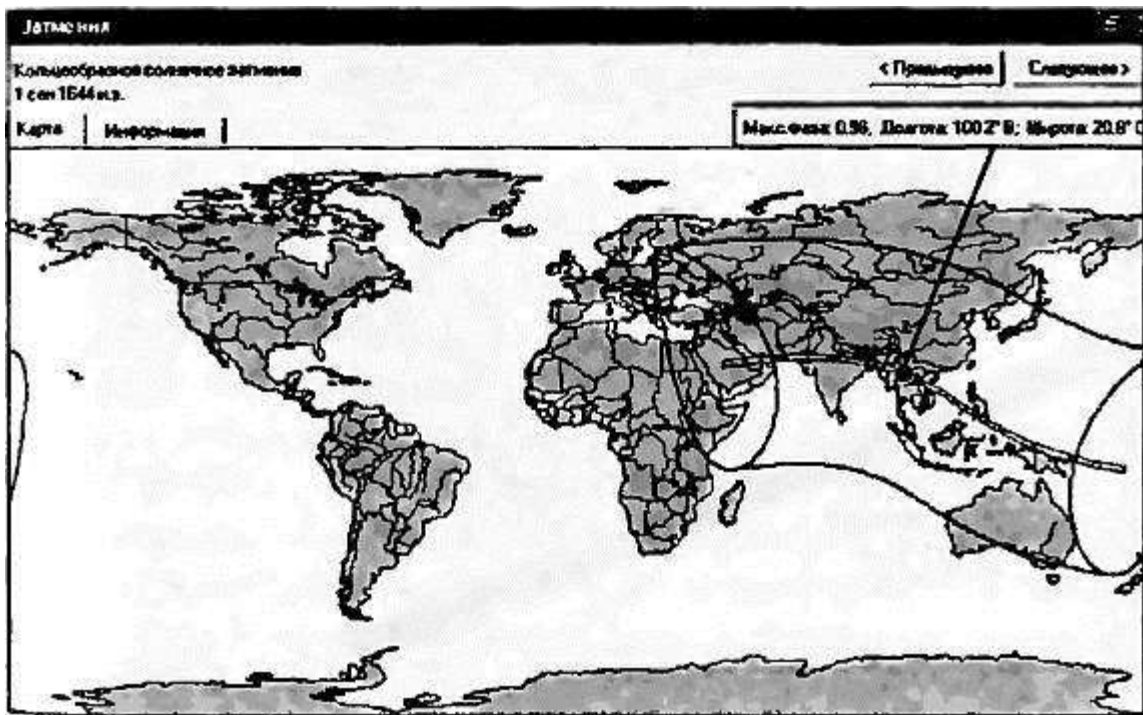 Затмения
Кольцеобразное солнечное затмение
1 сен 1644 н.э.
< Предыдущее Следующее >
Карта Информация
Макс. Фаза: 0.96; Долгота: 100.2° В; Широта: 20.8° С